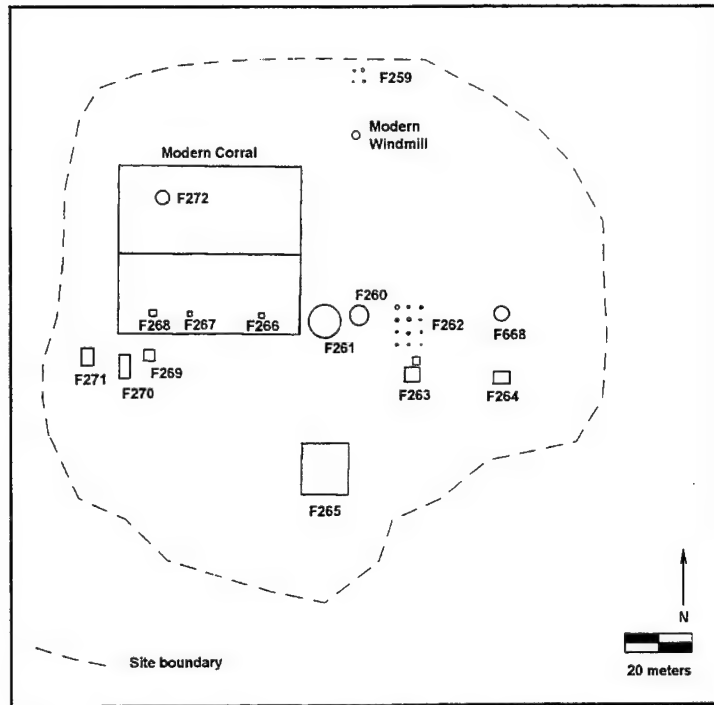 F259
Modern
Windmill
Modern Corral
F272
F260
F268
F267
F266
F261
F262
F668
F271
F270
F269
F263
F264
F265
N
Site boundary
20 meters